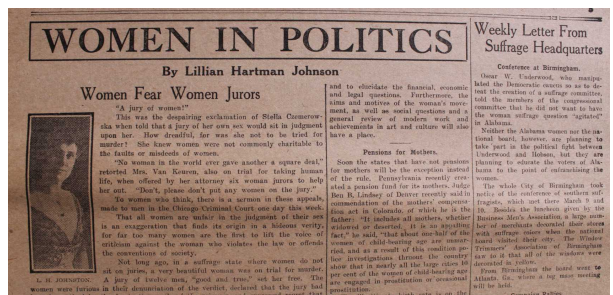 WOMEN IN POLITICS
By Lillian Hartman Johnson
Women Fear Women Jurors
"A jury of women!"
This was the despairing exclamation of Stella Czemerow-
ska when told that a jury of her own sex would sit in judgment
upon her. How dreadful, for was she not to be tried for
murder? She knew women were not commonly charitable to
the faults or misdeeds of women.
"No woman in the world ever gave another a square deal,"
retorted Mrs. Van Keuren, also on trial for taking human
life, when offered by her attorney six woman jurors to help
her out. "Don't, please don't put any women on the jury."
To women who think, there is a sermon in these appeals,
made to men in the Chicago Criminal Court one day this week.
That all women are unfair in the judgment of their sex
is an exaggration that finds its origin in a hideous verity,
for far too many women are the first to lift the voice of
criticism against the woman who violates the law or offends
the conventions of society.
Not long ago, in a suffrage state where women do not
sit on juries, a very beautiful woman was on trial for murder.
A jury of twelve men, "good and true," set her free. The
women were furious in their denunciation of the verdict, declared that the jury had
L. H. JOHNSTON.
and to elucidate the financial, economic
and legal questions. Furthermore, the
aims and motives of the woman's move-
ment, as well as social questions and a
general review of modern work and
achievements in art and culture will also
have a place.
Pensions for Mothers.
Soon the states that have not pensions
for mothers will be the exception instead
of the rule. Pennsylvania recently cre-
ated a pension fund for its mothers. Judge
Ben B. Lindsey of Denver recently said in
commendation of the mothers' compensa-
tion act in Colorado, of which he is the
father: "It includes all mothers, whether
widowed or deserted. It is an appalling
fact," he said, "that about one-half of the
women of child-bearing age are unmar-
ried, and as a result of this condition po-
lice investigations through the country
show that in nearly all the large cities 10
per cent of the women of child-bearing age
are engaged in prostitution or occasional
prostitution.
Weekly Letter From
Suffrage Headquarters
Conference at Birmingham.
Oscar W. Underwood, who manipu-
lated the Democratic caucus so as to de-
feat the creation of a suffrage committee,
told the members of the congressional
committee that he did not want to have
the woman suffrage question "agitated"
in Alabama.
Neither the Alabama women nor the na-
tional board, however, are planning to
take part in the political fight between
Underwood and Hobson, but they are
planning to educate the voters of Ala-
bama to the point of enfranchising the
women.
The whole City of Birmingham took
notice of the conference of southern suf-
fragists, which met there March 9 and
10. Besides the luncheon given by the
Business Men's Association, a large num-
ber of merchants decorated their stores
with suffrage colors when the national
board visited their city. The Window
Trimmers' Association of Birmingham
saw to it that all of the windows were
decorated in yellow.
From Birmingham the board went to
Atlanta, Ga., where a big mass meeting
will be held.